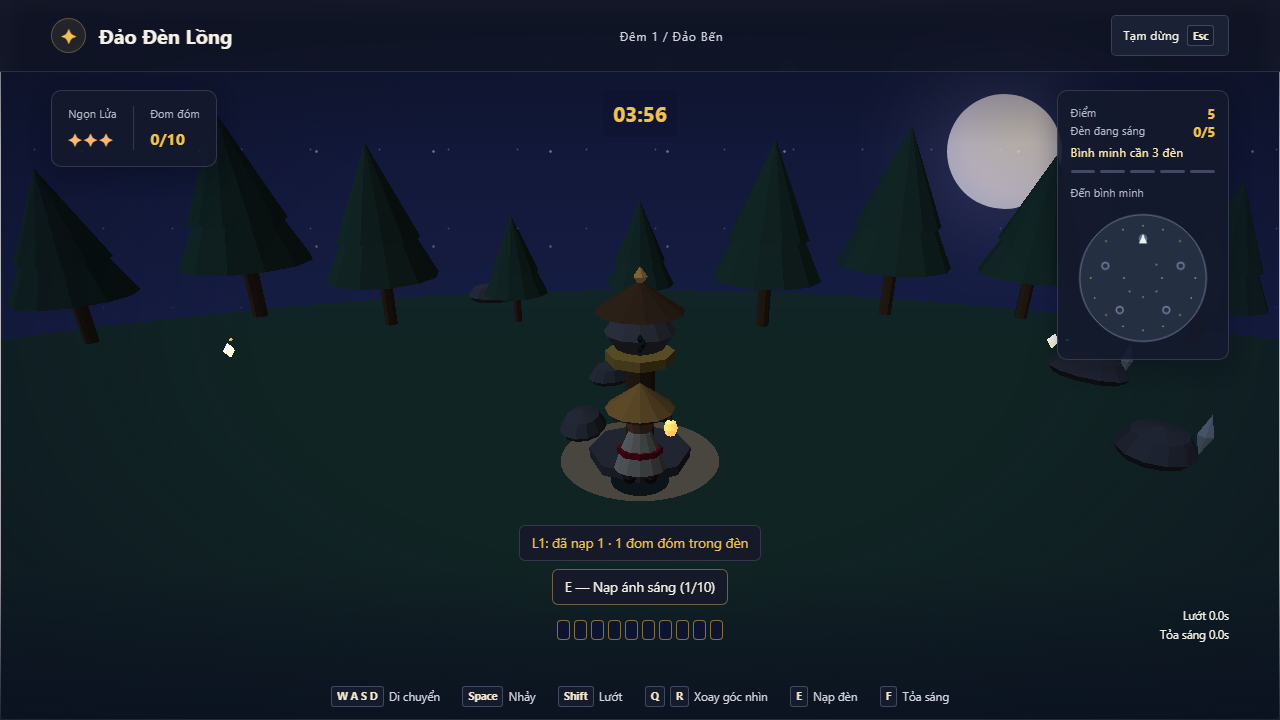 Đảo Đèn Lồng
Đêm 1 / Đảo Bến
Tạm dừng Esc
Ngọn Lửa
Đom đóm
0/10
03:56
Điểm 5
Đèn đang sáng 0/5
Bình minh cần 3 đèn
Đến bình minh
L1: đã nạp 1 · 1 đom đóm trong đèn
E — Nạp ánh sáng (1/10)
Lướt 0.0s
Tỏa sáng 0.0s
W A S D Di chuyển Space Nhảy Shift Lướt Q R Xoay góc nhìn E Nạp đèn F Tỏa sáng